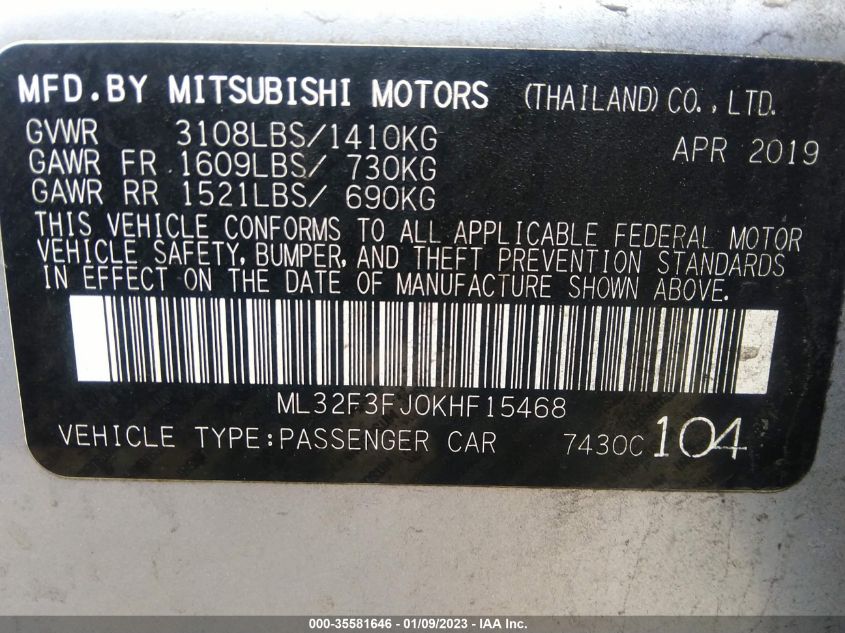 MFD.BY MITSUBISHI MOTORS (THAILAND) CO., LTD.
GVWR 3108LBS/1410KG APR 2019
GAWR FR 1609LBS/ 730KG
GAWR RR 1521LBS/ 690KG
THIS VEHICLE CONFORMS TO ALL APPLICABLE FEDERAL MOTOR
VEHICLE SAFETY, BUMPER, AND THEFT PREVENTION STANDARDS
IN EFFECT ON THE DATE OF MANUFACTURE SHOWN ABOVE.
ML32F3FJ0KHF15468
VEHICLE TYPE:PASSENGER CAR 7430C 104
000-35581646 - 01/09/2023 - IAA Inc.